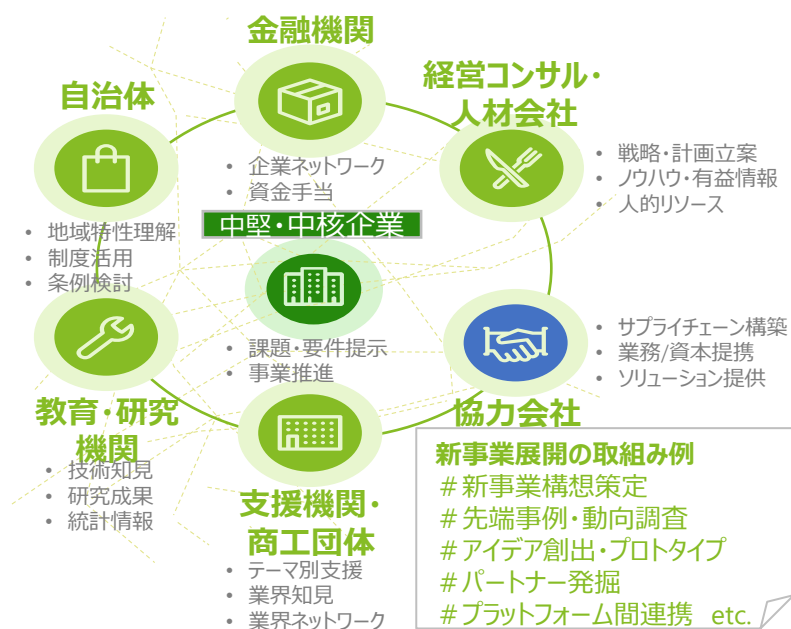 金融機関
• 企業ネットワーク
• 資金手当
経営コンサル・
人材会社
• 戦略・計画立案
• ノウハウ・有益情報
• 人的リソース
自治体
• 地域特性理解
• 制度活用
• 条例検討
中堅・中核企業
• 課題・要件提示
• 事業推進
• サプライチェーン構築
• 業務/資本提携
• ソリューション提供
協力会社
教育・研究
機関
• 技術知見
• 研究成果
• 統計情報
支援機関・
商工団体
• テーマ別支援
• 業界知見
• 業界ネットワーク
新事業展開の取組み例
＃新事業構想策定
＃先端事例・動向調査
＃アイデア創出・プロトタイプ
＃パートナー発掘
＃プラットフォーム間連携 etc.